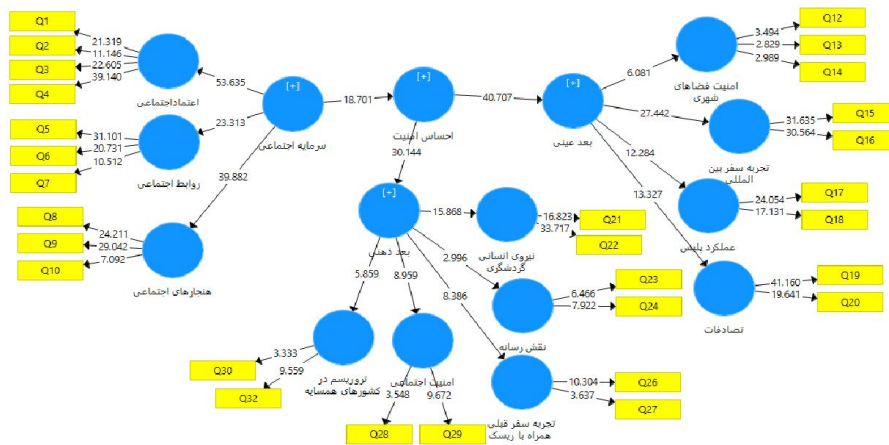 Q1
Q2
Q3
Q4
21.319
11.146
22.605
39.140
اعتماداجتماعی
Q5
Q6
Q7
31.101
20.731
10.512
روابط اجتماعی
Q8
Q9
Q10
24.211
29.042
7.092
هنجارهای اجتماعی
53.635
23.313
39.882
[+]
سرمایه اجتماعی
18.701
[+]
احساس امنیت
40.707
30.144
[+]
بعد عینی
6.081
27.442
12.284
13.327
امنیت فضاهای
شهری
3.494
2.829
2.989
Q12
Q13
Q14
تجربه سفر بین
المللی
31.635
30.564
Q15
Q16
عملکرد پلیس
24.054
17.131
Q17
Q18
تصادفات
41.160
19.641
Q19
Q20
[+]
بعد ذهنی
15.868
2.996
8.386
8.959
5.859
نیروی انسانی
گردشگری
16.823
33.717
Q21
Q22
نقش رسانه
6.466
7.922
Q23
Q24
تجربه سفر قبلی
همراه با ریسک
10.304
3.637
Q26
Q27
امنیت اجتماعی
3.548
9.672
Q28
Q29
تروریسم در
کشورهای همسایه
3.333
9.559
Q30
Q32